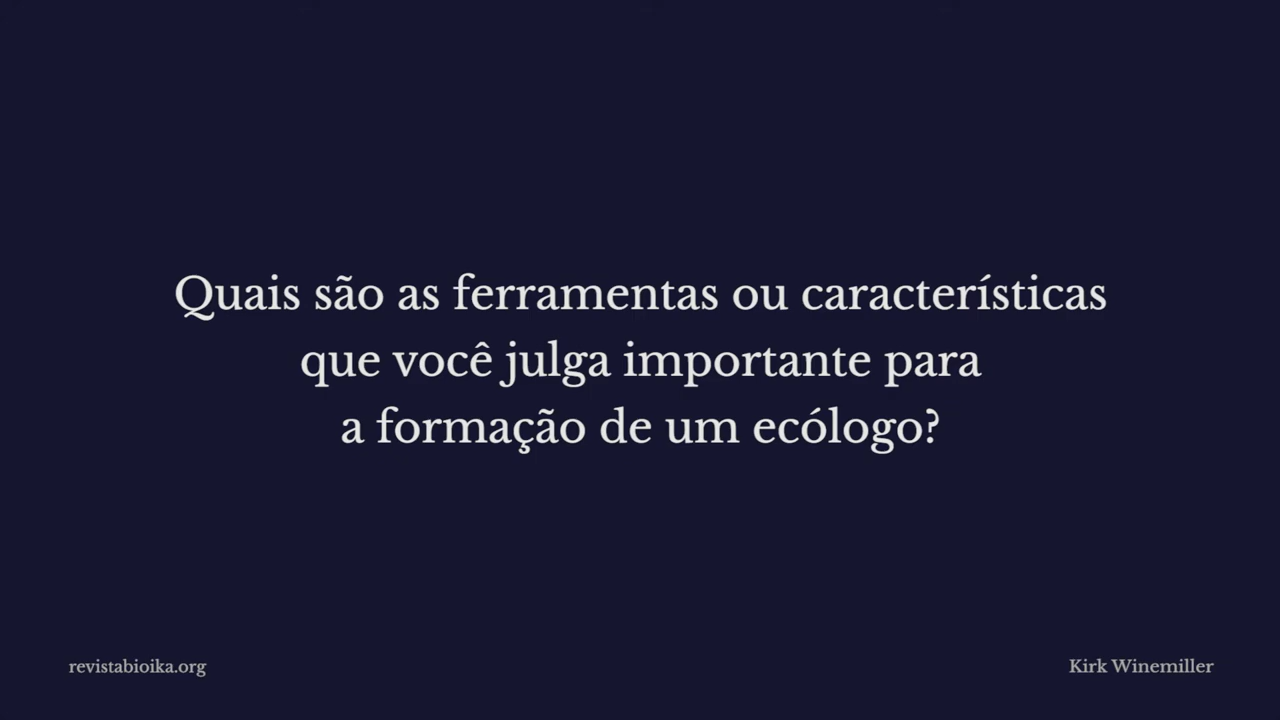 Quais são as ferramentas ou características
que você julga importante para
a formação de um ecólogo?
revistabioika.org
Kirk Winemiller